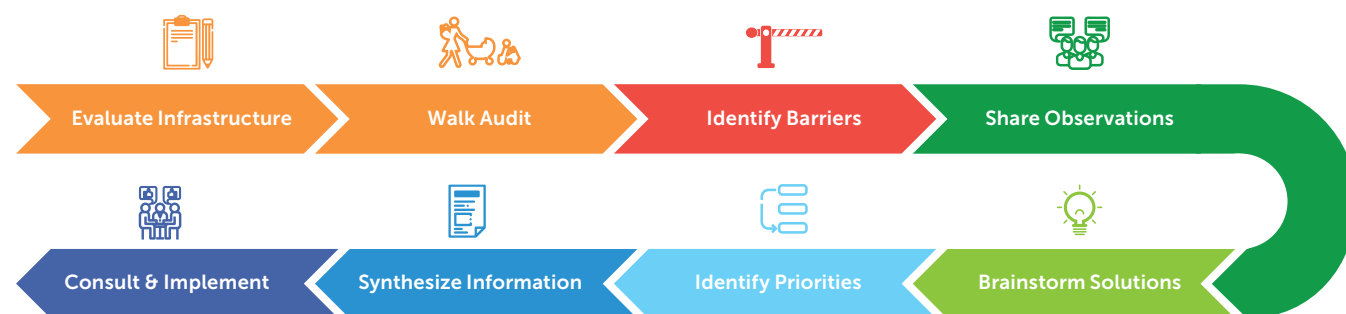 Evaluate Infrastructure
Walk Audit
Identify Barriers
Share Observations
Brainstorm Solutions
Identify Priorities
Synthesize Information
Consult & Implement